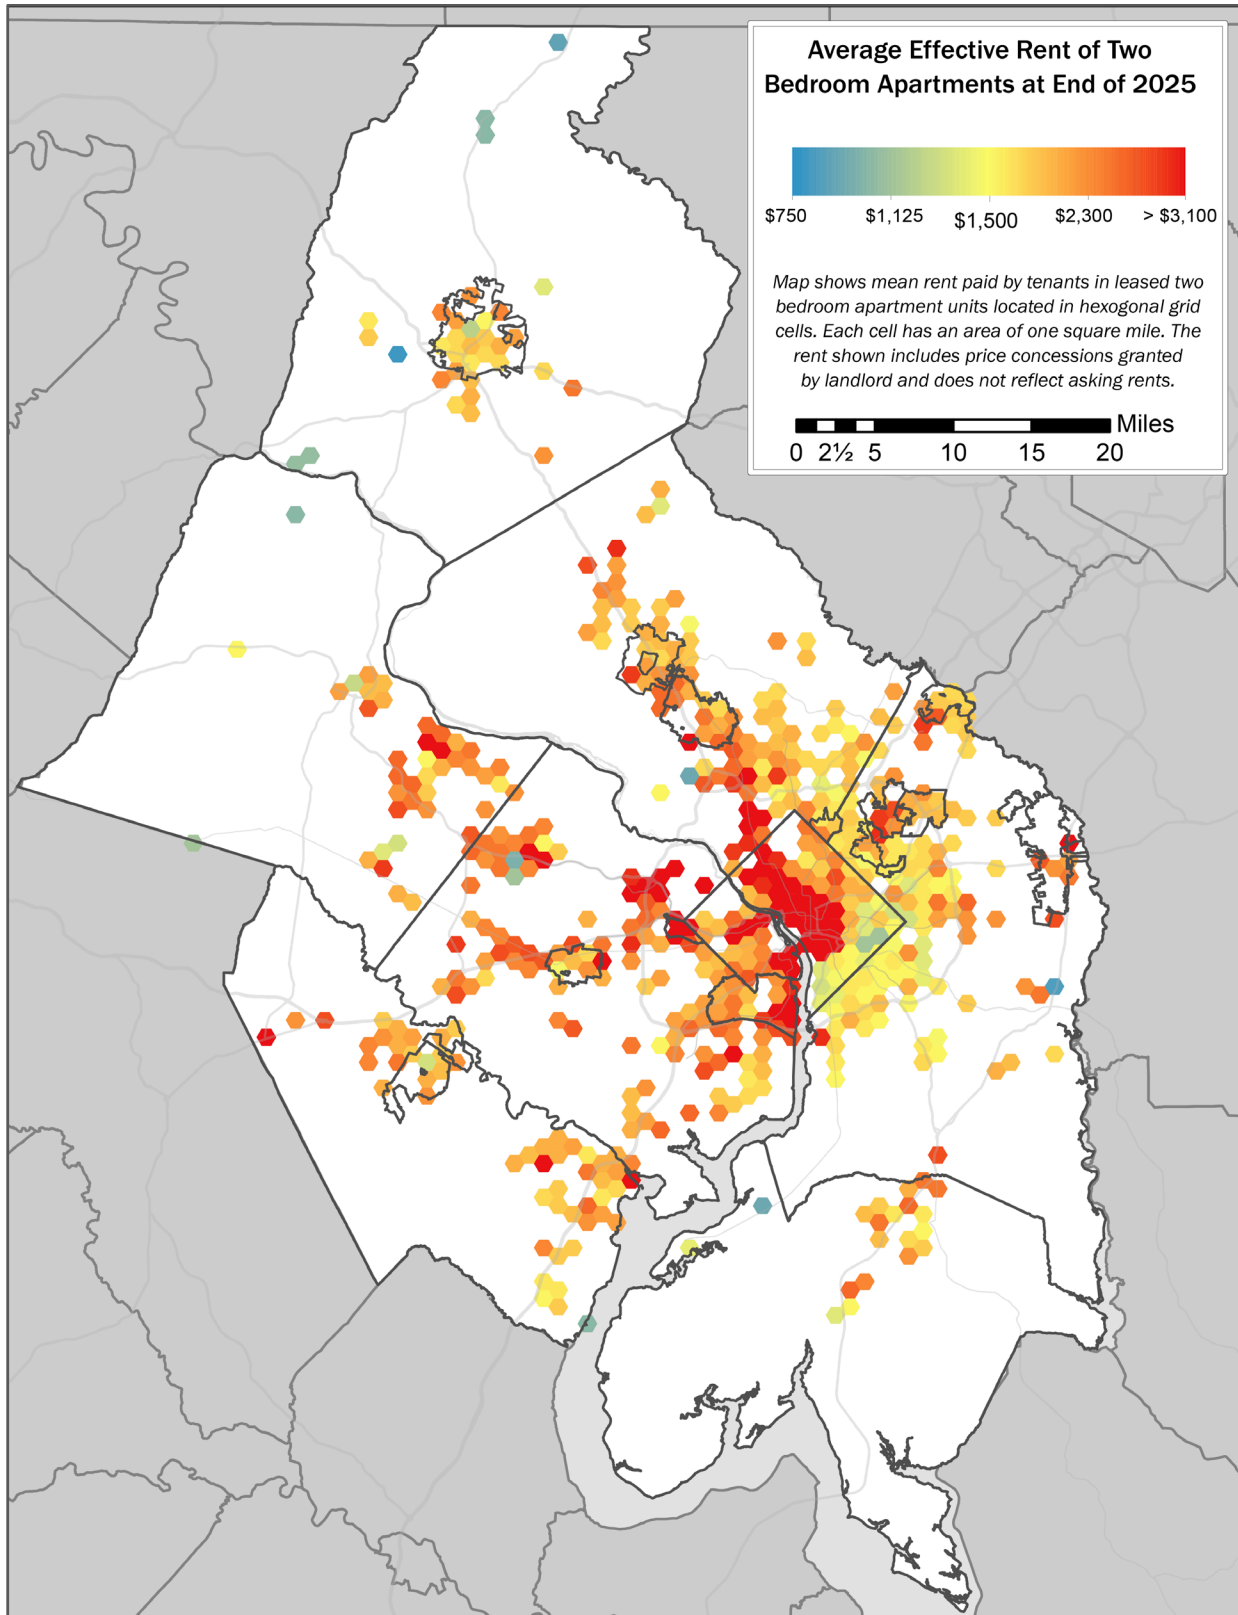 Average Effective Rent of Two
Bedroom Apartments at End of 2025
$750 $1,125 $1,500 $2,300 > $3,100
Map shows mean rent paid by tenants in leased two
bedroom apartment units located in hexogonal grid
cells. Each cell has an area of one square mile. The
rent shown includes price concessions granted
by landlord and does not reflect asking rents.
Miles
0 2½ 5 10 15 20